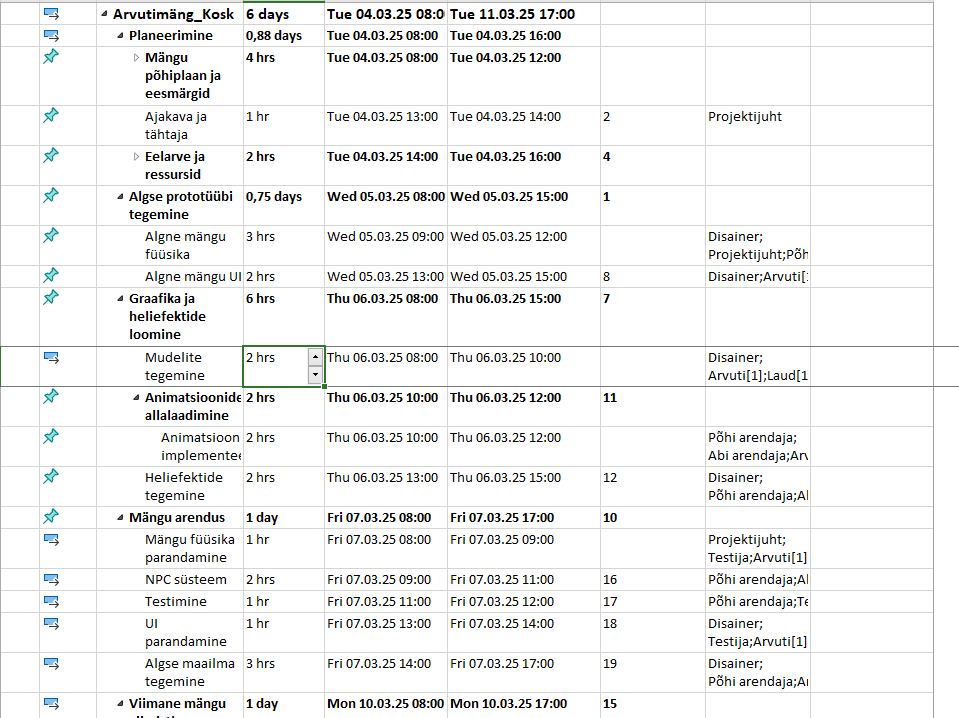 Arvutimäng_Kosk 6 days Tue 04.03.25 08:0 Tue 11.03.25 17:00
Planeerimine 0,88 days Tue 04.03.25 08:00 Tue 04.03.25 16:00
Mängu 4 hrs Tue 04.03.25 08:00 Tue 04.03.25 12:00
põhiplaan ja
eesmärgid
Ajakava ja 1 hr Tue 04.03.25 13:00 Tue 04.03.25 14:00 2 Projektijuht
tähtaja
Eelarve ja 2 hrs Tue 04.03.25 14:00 Tue 04.03.25 16:00 4
ressursid
Algse prototüübi 0,75 days Wed 05.03.25 08:00 Wed 05.03.25 15:00 1
tegemine
Algne mängu 3 hrs Wed 05.03.25 09:00 Wed 05.03.25 12:00 Disainer;
füüsika Projektijuht;Põh
Algne mängu UI 2 hrs Wed 05.03.25 13:00 Wed 05.03.25 15:00 8 Disainer;Arvuti[1
Graafika ja 6 hrs Thu 06.03.25 08:00 Thu 06.03.25 15:00 7
heliefektide
loomine
Mudelite 2 hrs Thu 06.03.25 08:00 Thu 06.03.25 10:00 Disainer;
tegemine Arvuti[1];Laud[1
Animatsioonide 2 hrs Thu 06.03.25 10:00 Thu 06.03.25 12:00 11
allalaadimine
Animatsioon 2 hrs Thu 06.03.25 10:00 Thu 06.03.25 12:00 Põhi arendaja;
implementee Abi arendaja;Arv
Heliefektide 2 hrs Thu 06.03.25 13:00 Thu 06.03.25 15:00 12 Disainer;
tegemine Põhi arendaja;Al
Mängu arendus 1 day Fri 07.03.25 08:00 Fri 07.03.25 17:00 10
Mängu füüsika 1 hr Fri 07.03.25 08:00 Fri 07.03.25 09:00 Projektijuht;
parandamine Testija;Arvuti[1]
NPC süsteem 2 hrs Fri 07.03.25 09:00 Fri 07.03.25 11:00 16 Põhi arendaja;Al
Testimine 1 hr Fri 07.03.25 11:00 Fri 07.03.25 12:00 17 Põhi arendaja;Te
UI 1 hr Fri 07.03.25 13:00 Fri 07.03.25 14:00 18 Disainer;
parandamine Testija;Arvuti[1]
Algse maailma 3 hrs Fri 07.03.25 14:00 Fri 07.03.25 17:00 19 Disainer;
tegemine Põhi arendaja;Ar
Viimane mängu 1 day Mon 10.03.25 08:00 Mon 10.03.25 17:00 15